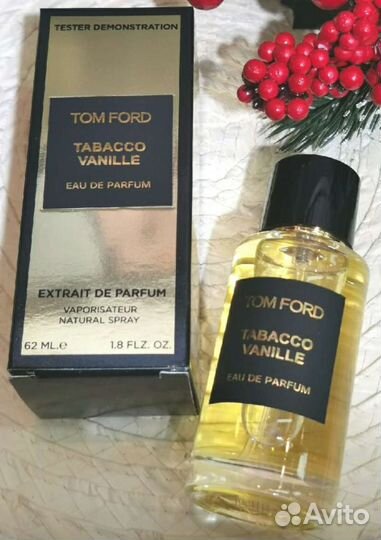 TESTER DEMONSTRATION
TOM FORD
TABACCO
VANILLE
EAU DE PARFUM
EXTRAIT DE PARFUM
VAPORISATEUR
NATURAL SPRAY
62 ML.e 1.8 FLZ. OZ.
TOM FORD
TABACCO
VANILLE
EAU DE PARFUM
Avito